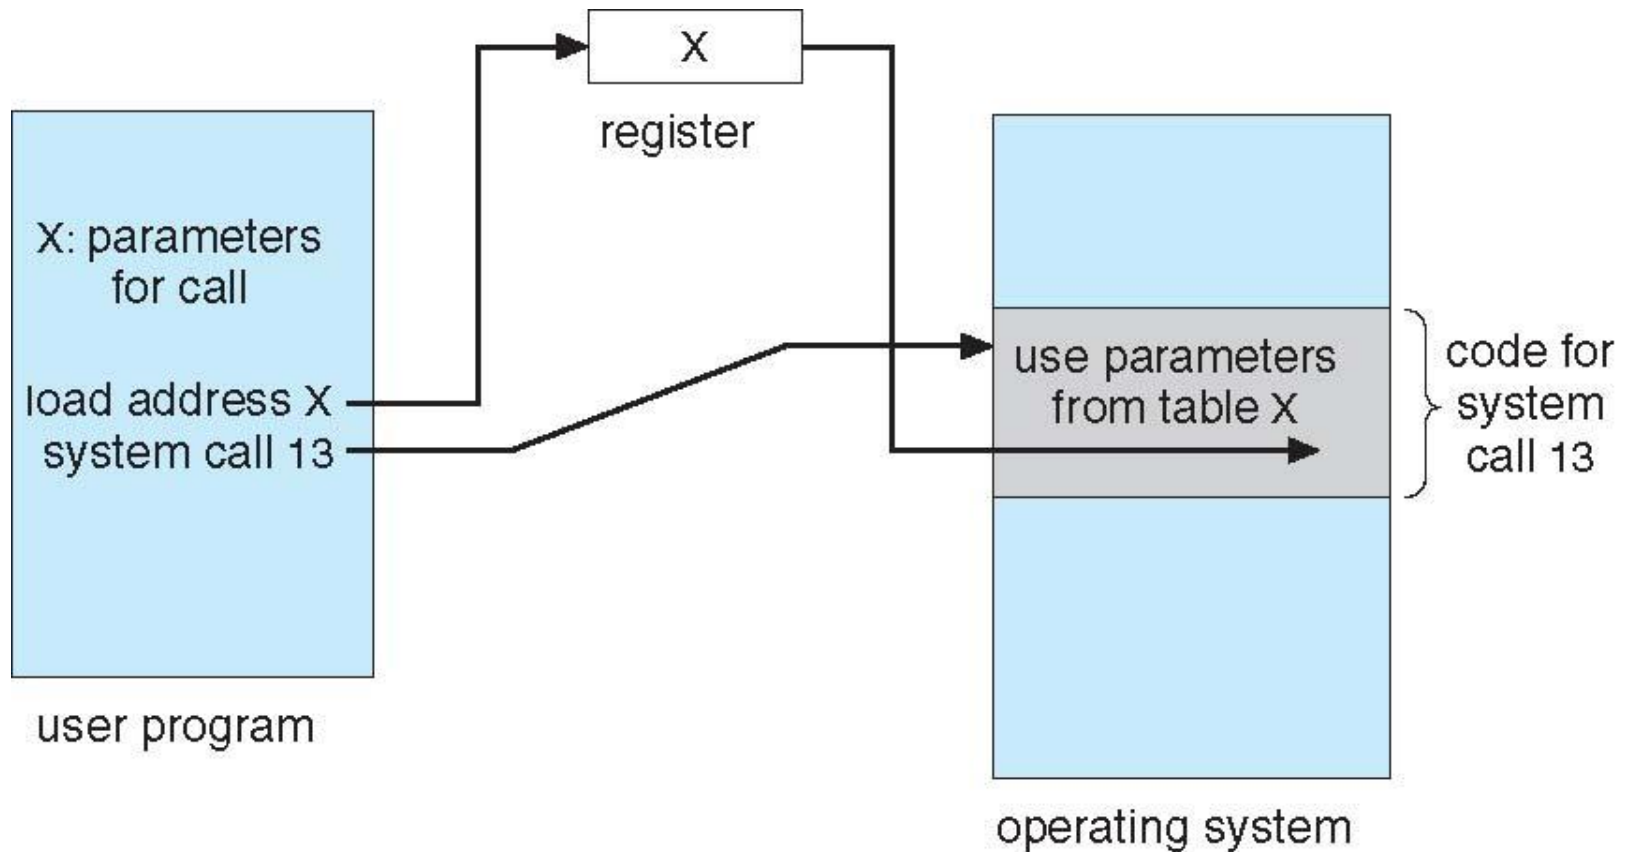 X
register
X: parameters
for call
load address X
system call 13
user program
use parameters
from table X
code for
system
call 13
operating system